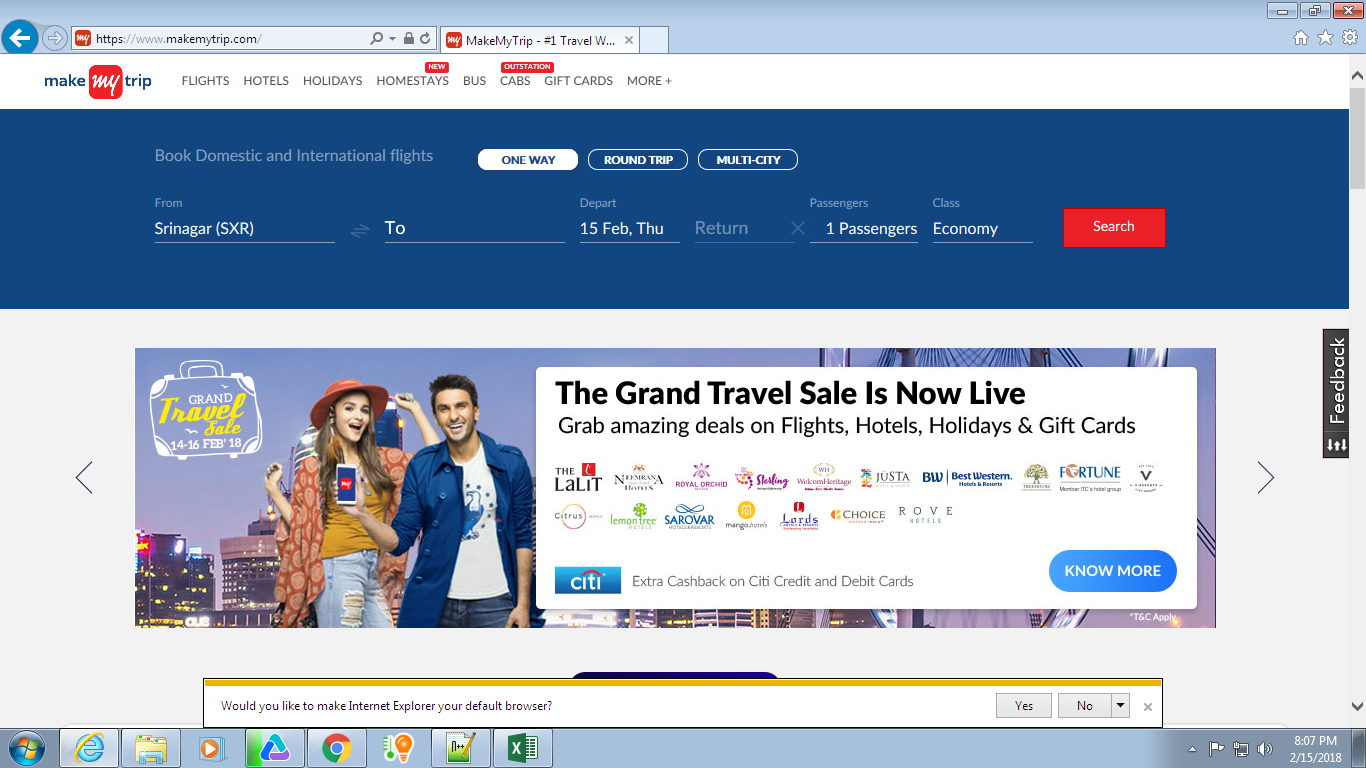 https://www.makemytrip.com/
MakeMyTrip - #1 Travel W...
make my trip
FLIGHTS HOTELS HOLIDAYS HOMESTAYS NEW BUS CABS OUTSTATION GIFT CARDS MORE +
Book Domestic and International flights
ONE WAY ROUND TRIP MULTI-CITY
From Depart Passengers Class
Srinagar (SXR) To 15 Feb, Thu Return 1 Passengers Economy Search
Feedback
GRAND
Travel
Sale
14-16 FEB' 18
my
The Grand Travel Sale Is Now Live
Grab amazing deals on Flights, Hotels, Holidays & Gift Cards
THE LaLiT NEEMRANA HOTELS ROYAL ORCHID HOTELS Sterling WH WelcomHeritage JÜSTA BW Best Western Hotels & Resorts TREEHOUSE FORTUNE Member ITC's hotel group V
Citrus HOTELS lemon tree HOTELS SAROVAR HOTELS & RESORTS mango hotels Lords CHOICE HOTELS INDIA ROVE HOTELS
citi Extra Cashback on Citi Credit and Debit Cards
KNOW MORE
*T&C Apply
Would you like to make Internet Explorer your default browser? Yes No
8:07 PM
2/15/2018